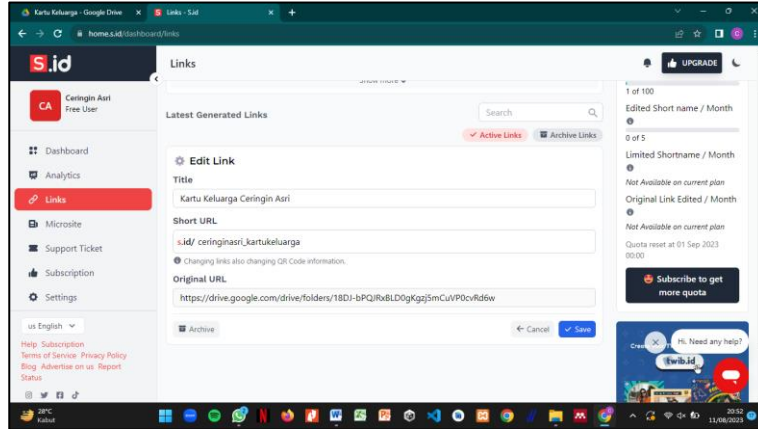 Kartu Keluarga - Google Drive
Links - S.id
home.s.id/dashboard/links
S.id
Links
UPGRADE
CA
Ceringin Asri
Free User
Dashboard
Analytics
Links
Microsite
Support Ticket
Subscription
Settings
us English
Help Subscription
Terms of Service Privacy Policy
Blog Advertise on us Report
Status
Show more
Latest Generated Links
Search
Active Links
Archive Links
Edit Link
Title
Kartu Keluarga Ceringin Asri
Short URL
s.id/ ceringinasri_kartukeluarga
Changing links also changing QR Code information.
Original URL
https://drive.google.com/drive/folders/18DJ-bPQJRxBLD0gKgzj5mCuVP0cvRd6w
Archive
Cancel
Save
1 of 100
Edited Short name / Month
0 of 5
Limited Shortname / Month
Not Available on current plan
Original Link Edited / Month
Not Available on current plan
Quota reset at 01 Sep 2023
00:00
Subscribe to get
more quota
Hi. Need any help?
twib.id
28°C
Kabut
20:52
11/08/2023